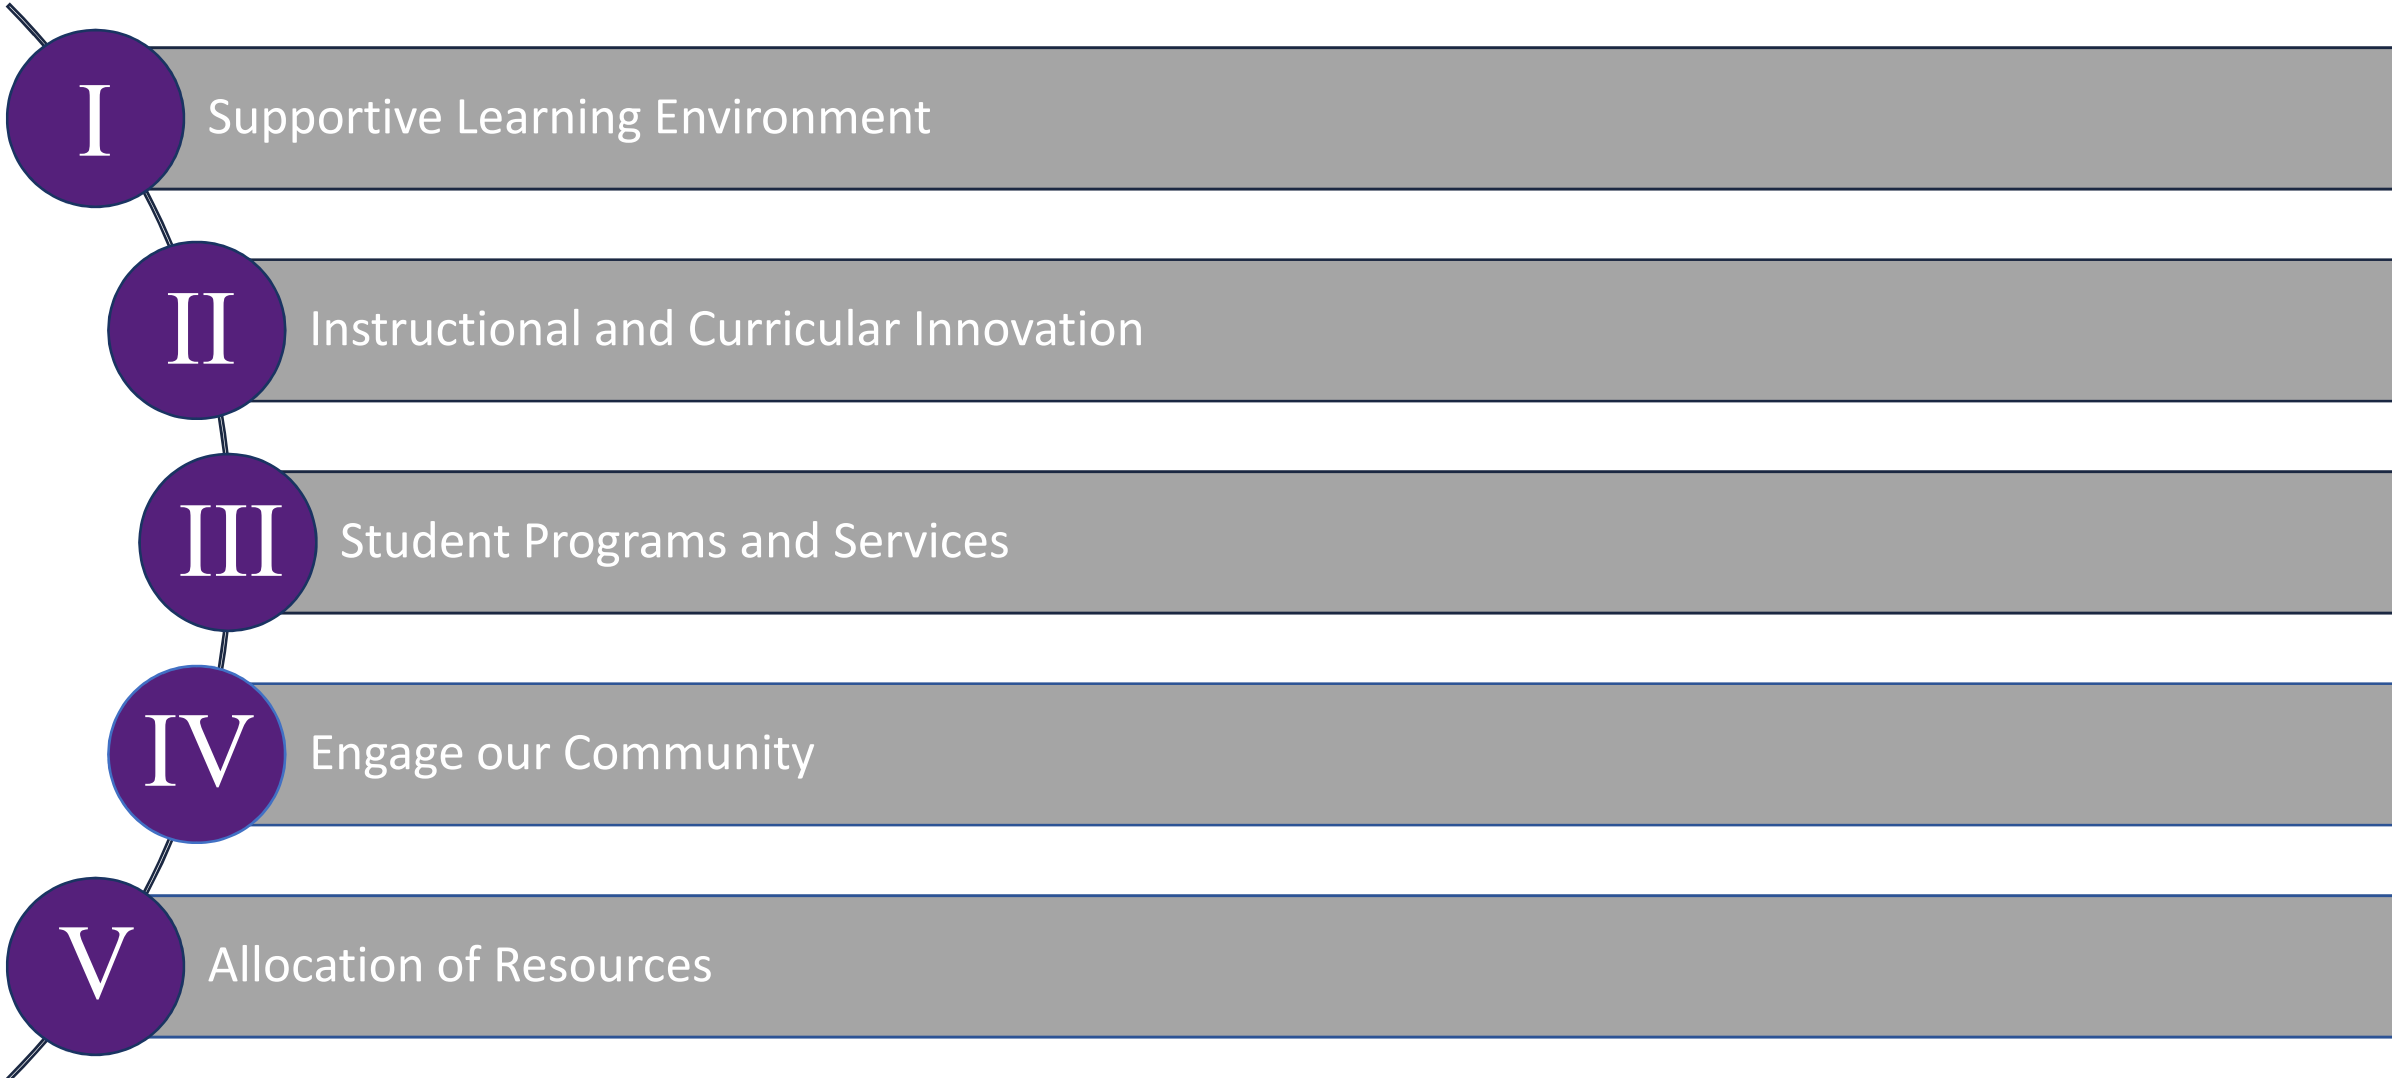 I
Supportive Learning Environment
II
Instructional and Curricular Innovation
III
Student Programs and Services
IV
Engage our Community
V
Allocation of Resources